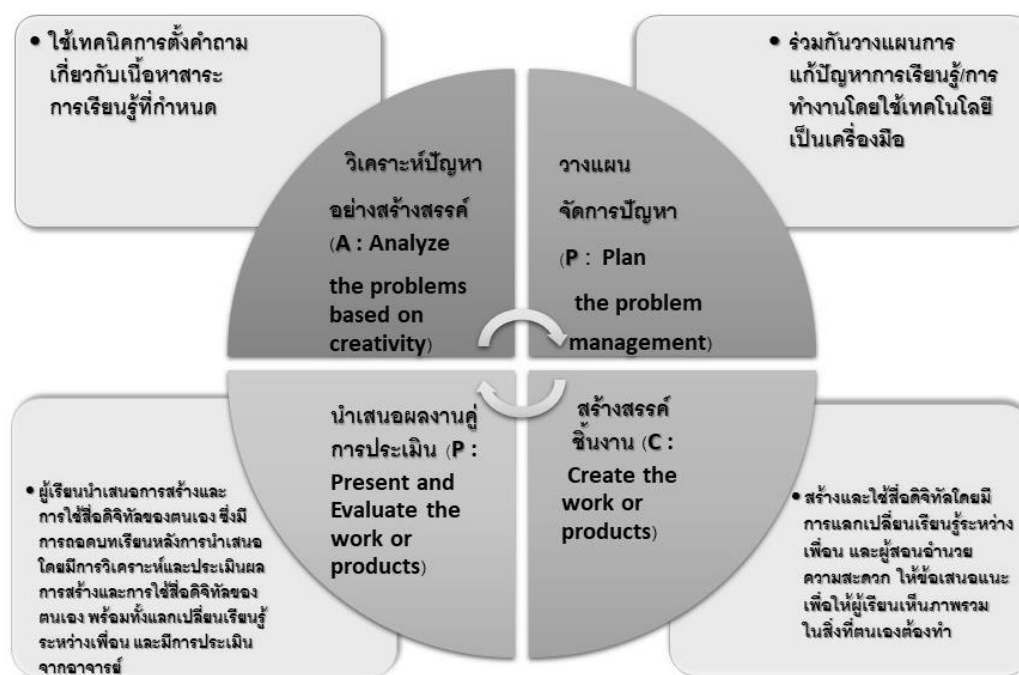 • ใช้เทคนิคการตั้งคำถาม
เกี่ยวกับเนื้อหาสาระ
การเรียนรู้ที่กำหนด
• ร่วมกันวางแผนการ
แก้ปัญหาการเรียนรู้/การ
ทำงานโดยใช้เทคโนโลยี
เป็นเครื่องมือ
วิเคราะห์ปัญหา
อย่างสร้างสรรค์
(A : Analyze
the problems
based on
creativity)
วางแผน
จัดการปัญหา
(P : Plan
the problem
management)
นำเสนอผลงานคู่
การประเมิน (P :
Present and
Evaluate the
work or
products)
สร้างสรรค์
ชิ้นงาน (C :
Create the
work or
products)
• ผู้เรียนนำเสนอการสร้างและ
การใช้สื่อดิจิทัลของตนเอง ซึ่งมี
การถอดบทเรียนหลังการนำเสนอ
โดยมีการวิเคราะห์และประเมินผล
การสร้างและการใช้สื่อดิจิทัลของ
ตนเอง พร้อมทั้งแลกเปลี่ยนเรียนรู้
ระหว่างเพื่อน และมีการประเมิน
จากอาจารย์
• สร้างและใช้สื่อดิจิทัลโดยมี
การแลกเปลี่ยนเรียนรู้ระหว่าง
เพื่อน และผู้สอนอำนวย
ความสะดวก ให้ข้อเสนอแนะ
เพื่อให้ผู้เรียนเห็นภาพรวม
ในสิ่งที่ตนเองต้องทำ